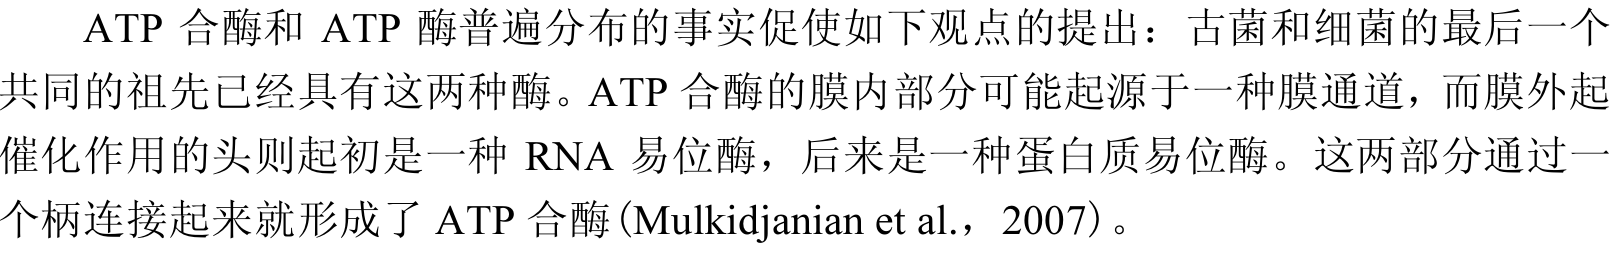 ATP 合酶和 ATP 酶普遍分布的事实促使如下观点的提出：古菌和细菌的最后一个
共同的祖先已经具有这两种酶。ATP 合酶的膜内部分可能起源于一种膜通道，而膜外起
催化作用的头则起初是一种 RNA 易位酶，后来是一种蛋白质易位酶。这两部分通过一
个柄连接起来就形成了 ATP 合酶(Mulkidjanian et al.，2007)。